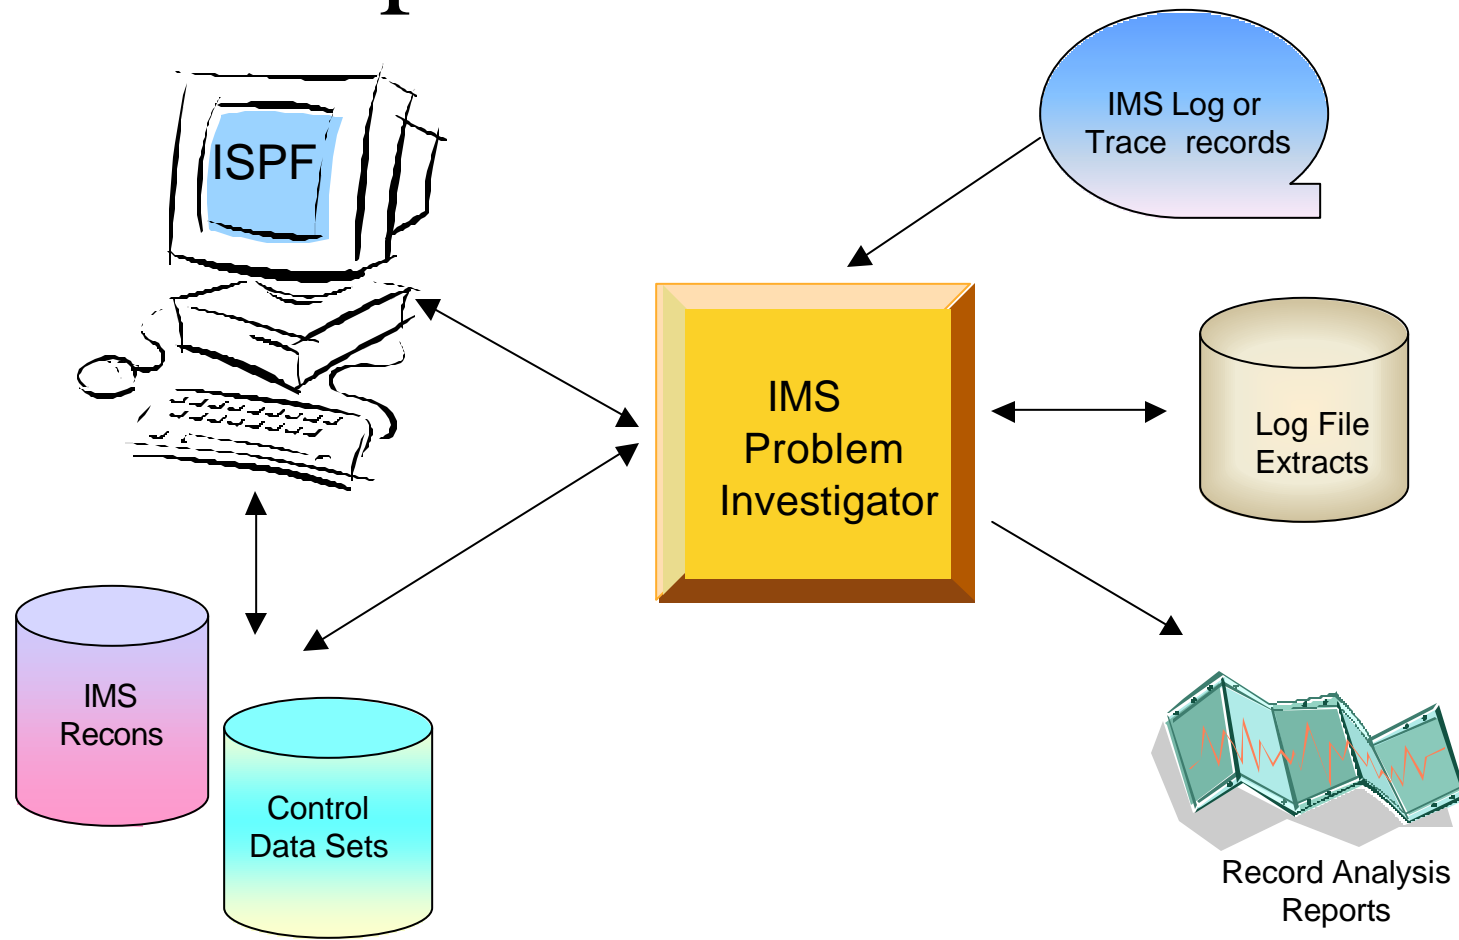 IMS Log or
Trace records
ISPF
IMS
Problem
Investigator
Log File
Extracts
IMS
Recons
Control
Data Sets
Record Analysis
Reports